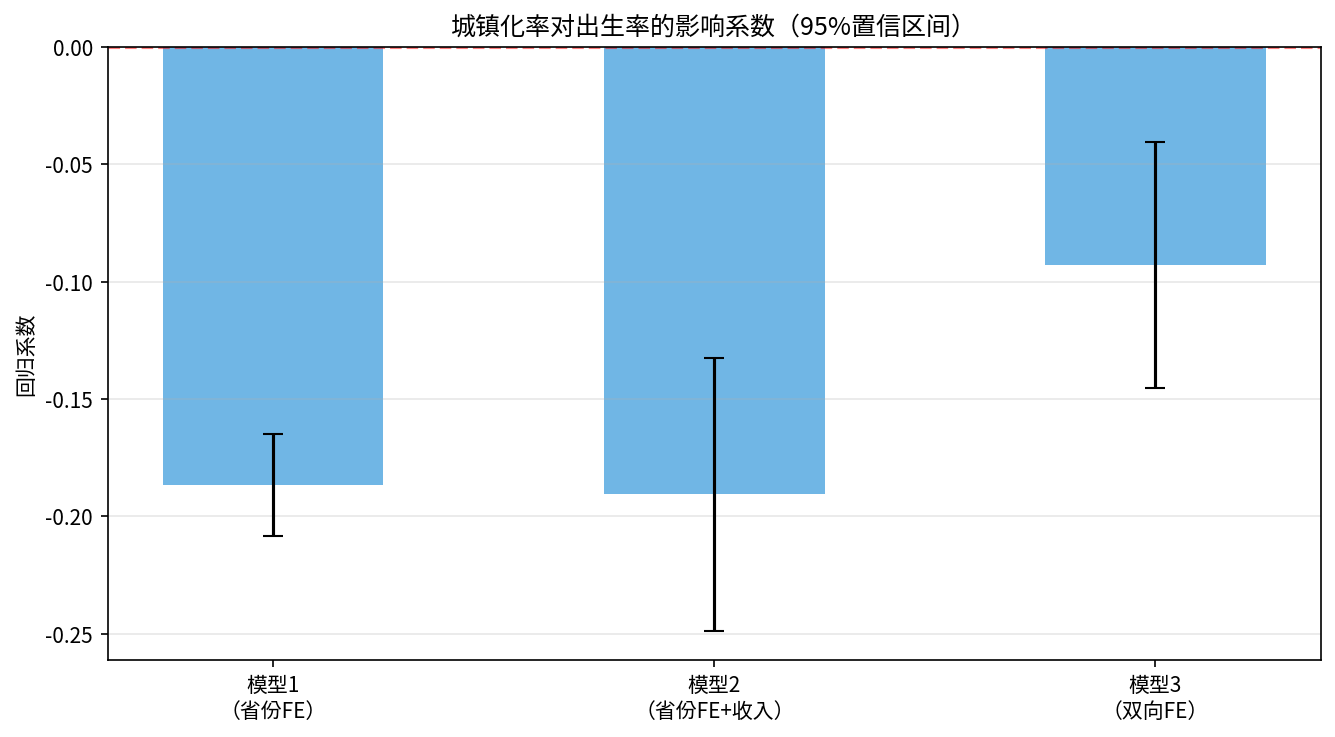 城镇化率对出生率的影响系数（95%置信区间）
回归系数
0.00
-0.05
-0.10
-0.15
-0.20
-0.25
模型1
（省份FE）
模型2
（省份FE+收入）
模型3
（双向FE）